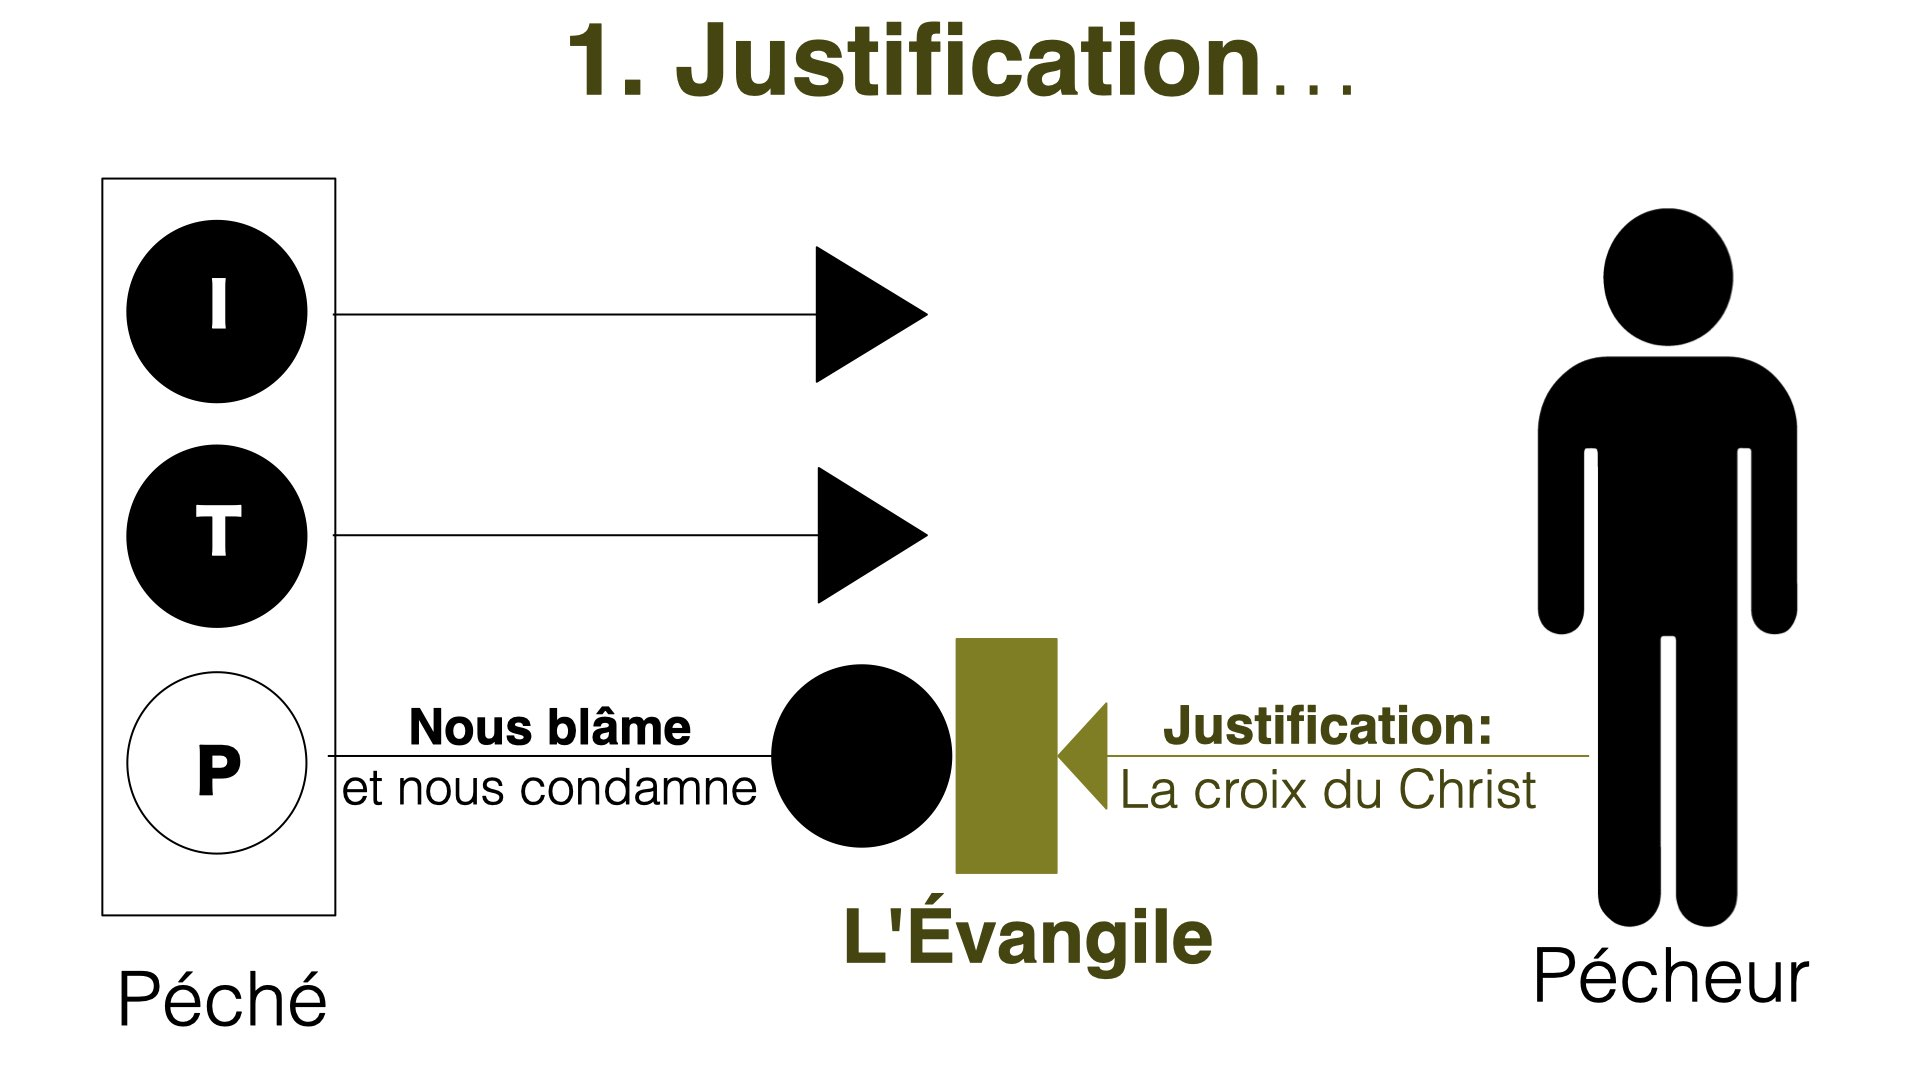 1. Justification…
I
T
P
Nous blâme
et nous condamne
Justification:
La croix du Christ
L'Évangile
Péché
Pécheur